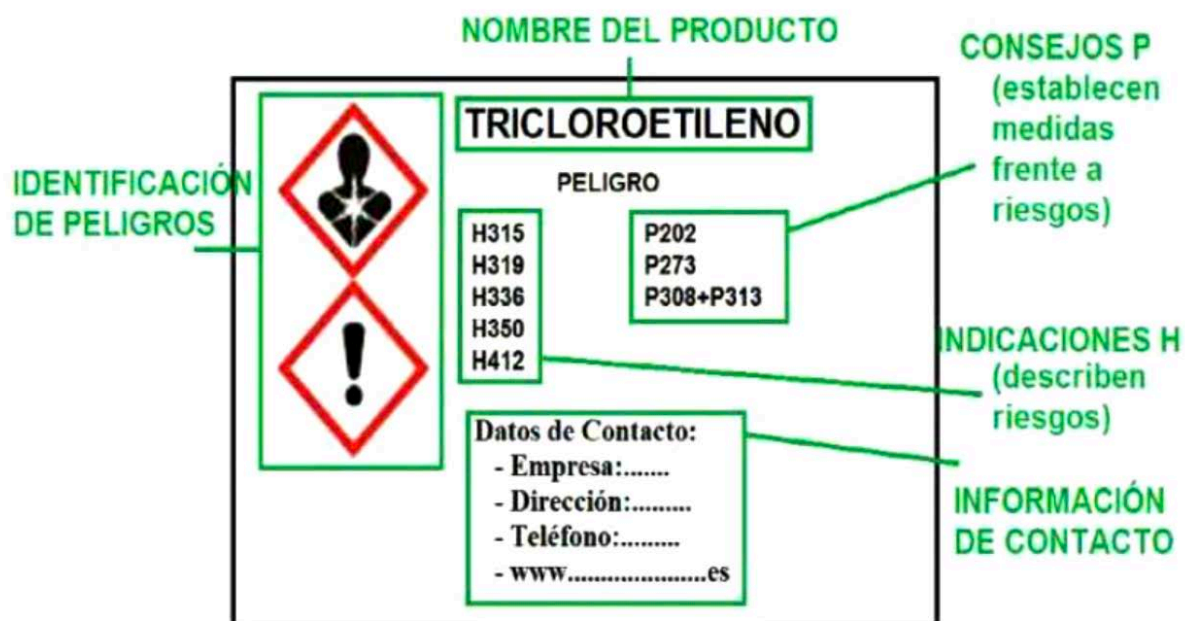 NOMBRE DEL PRODUCTO
CONSEJOS P
(establecen
medidas
frente a
riesgos)
TRICLOROETILENO
IDENTIFICACIÓN
DE PELIGROS
PELIGRO
H315
H319
H336
H350
H412
P202
P273
P308+P313
INDICACIONES H
(describen
riesgos)
Datos de Contacto:
- Empresa:.......
- Dirección:.........
- Teléfono:.........
- www......................es
INFORMACIÓN
DE CONTACTO